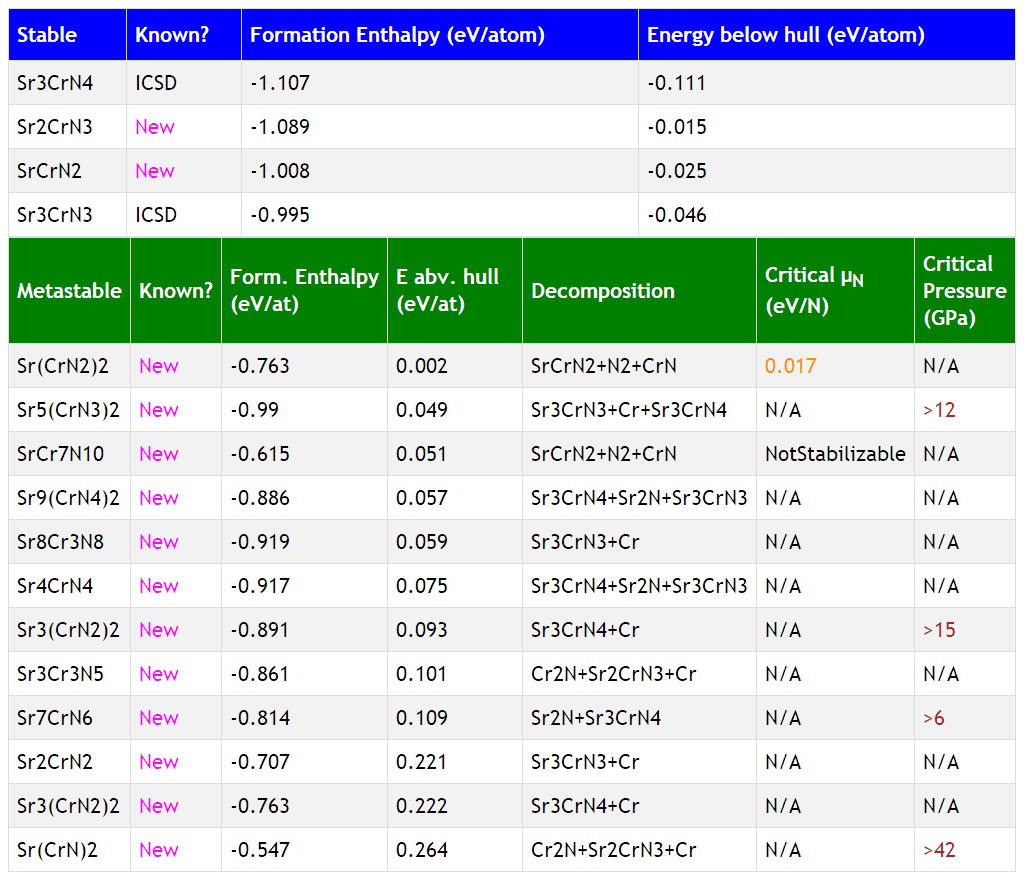 Stable Known? Formation Enthalpy (eV/atom) Energy below hull (eV/atom)
Sr3CrN4 ICSD -1.107 -0.111
Sr2CrN3 New -1.089 -0.015
SrCrN2 New -1.008 -0.025
Sr3CrN3 ICSD -0.995 -0.046
Metastable Known? Form. Enthalpy (eV/at) E abv. hull (eV/at) Decomposition Critical μN (eV/N) Critical Pressure (GPa)
Sr(CrN2)2 New -0.763 0.002 SrCrN2+N2+CrN 0.017 N/A
Sr5(CrN3)2 New -0.99 0.049 Sr3CrN3+Cr+Sr3CrN4 N/A >12
SrCr7N10 New -0.615 0.051 SrCrN2+N2+CrN NotStabilizable N/A
Sr9(CrN4)2 New -0.886 0.057 Sr3CrN4+Sr2N+Sr3CrN3 N/A N/A
Sr8Cr3N8 New -0.919 0.059 Sr3CrN3+Cr N/A N/A
Sr4CrN4 New -0.917 0.075 Sr3CrN4+Sr2N+Sr3CrN3 N/A N/A
Sr3(CrN2)2 New -0.891 0.093 Sr3CrN4+Cr N/A >15
Sr3Cr3N5 New -0.861 0.101 Cr2N+Sr2CrN3+Cr N/A N/A
Sr7CrN6 New -0.814 0.109 Sr2N+Sr3CrN4 N/A >6
Sr2CrN2 New -0.707 0.221 Sr3CrN3+Cr N/A N/A
Sr3(CrN2)2 New -0.763 0.222 Sr3CrN4+Cr N/A N/A
Sr(CrN)2 New -0.547 0.264 Cr2N+Sr2CrN3+Cr N/A >42